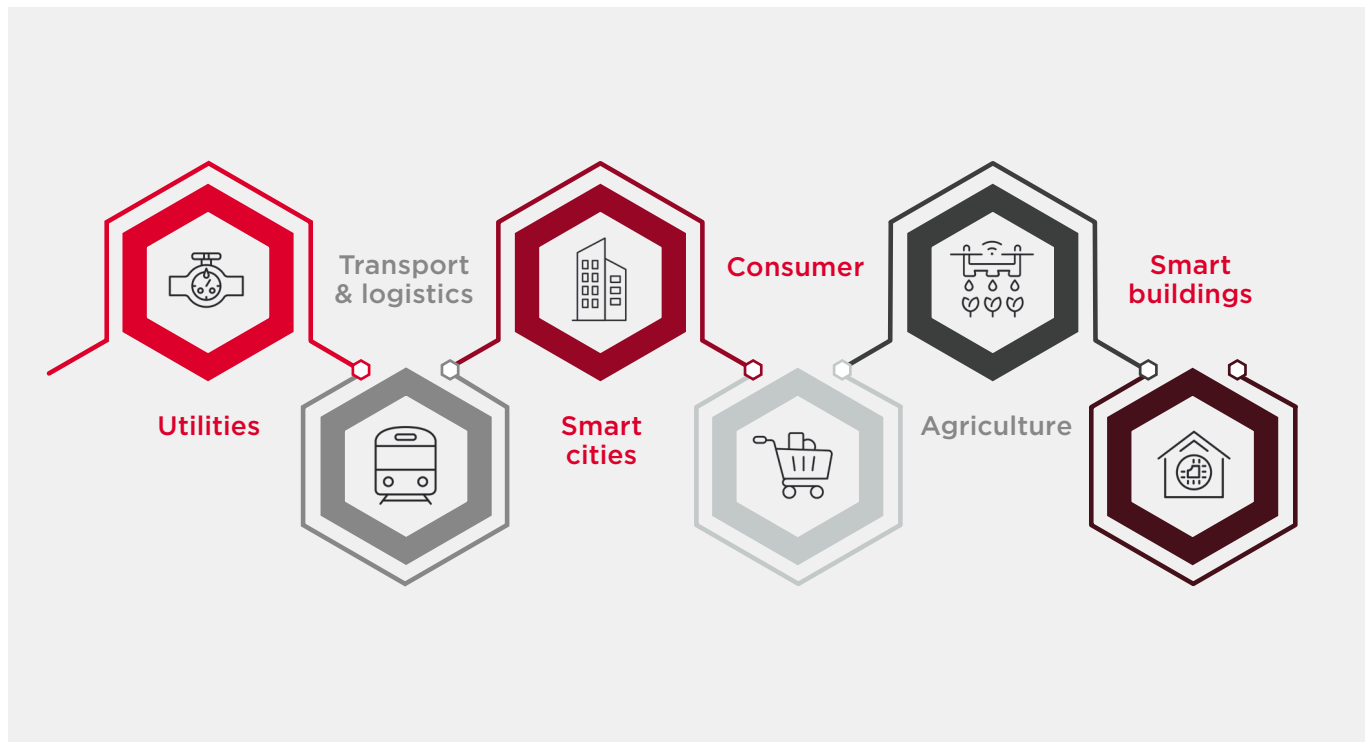 Utilities
Transport
& logistics
Smart
cities
Consumer
Agriculture
Smart
buildings